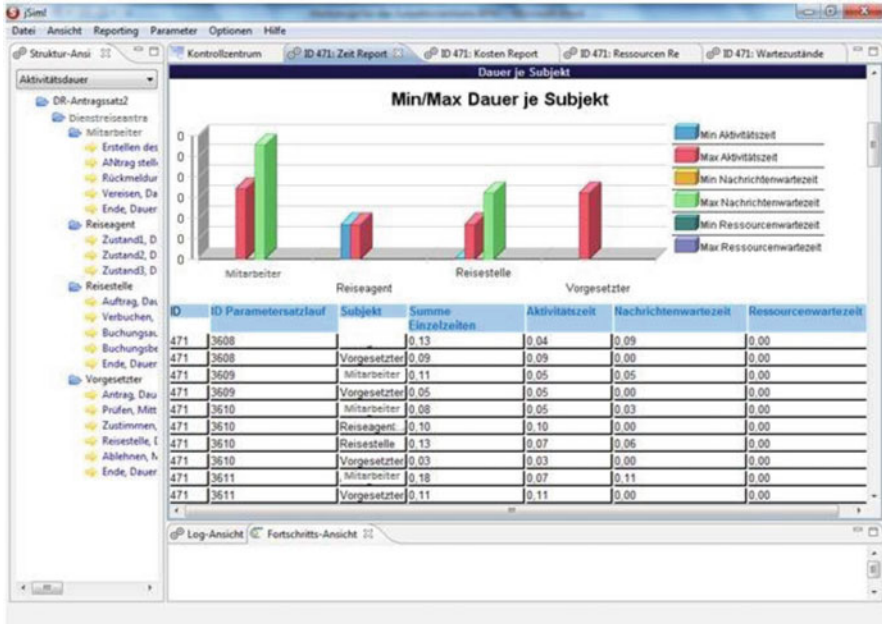 jSim!
Datei Ansicht Reporting Parameter Optionen Hilfe
Struktur-Ansi
Kontrollzentrum
ID 471: Zeit Report
ID 471: Kosten Report
ID 471: Ressourcen Re
ID 471: Wartezustände
Aktivitätsdauer
DR-Antragssatz2
Dienstreiseantra
Mitarbeiter
Erstellen des
ANtrag stell
Rückmeldur
Vereisen, Da
Ende, Dauer
Reiseagent
Zustand1, D
Zustand2, D
Zustand3, D
Reisestelle
Auftrag, Dau
Verbuchen,
Buchungsau
Buchungsbe
Ende, Dauer
Vorgesetzter
Antrag, Dau
Prüfen, Mitt
Zustimmen,
Reisestelle, D
Ablehnen, N
Ende, Dauer
Dauer je Subjekt
Min/Max Dauer je Subjekt
0
0
0
0
0
0
0
Mitarbeiter
Reiseagent
Reisestelle
Vorgesetzter
Min Aktivitätszeit
Max Aktivitätszeit
Min Nachrichtenwartezeit
Max Nachrichtenwartezeit
Min Ressourcenwartezeit
Max Ressourcenwartezeit
ID ID Parametersatzlauf Subjekt Summe Einzelzeiten Aktivitätszeit Nachrichtenwartezeit Ressourcenwartezeit
471 3608 0,13 0,04 0,09 0,00
471 3608 Vorgesetzter 0,09 0,09 0,00 0,00
471 3609 Mitarbeiter 0,11 0,05 0,05 0,00
471 3609 Vorgesetzter 0,05 0,05 0,00 0,00
471 3610 Mitarbeiter 0,08 0,05 0,03 0,00
471 3610 Reiseagent 0,10 0,10 0,00 0,00
471 3610 Reisestelle 0,13 0,07 0,06 0,00
471 3610 Vorgesetzter 0,03 0,03 0,00 0,00
471 3611 Mitarbeiter 0,18 0,07 0,11 0,00
471 3611 Vorgesetzter 0,11 0,11 0,00 0,00
Log-Ansicht
Fortschritts-Ansicht